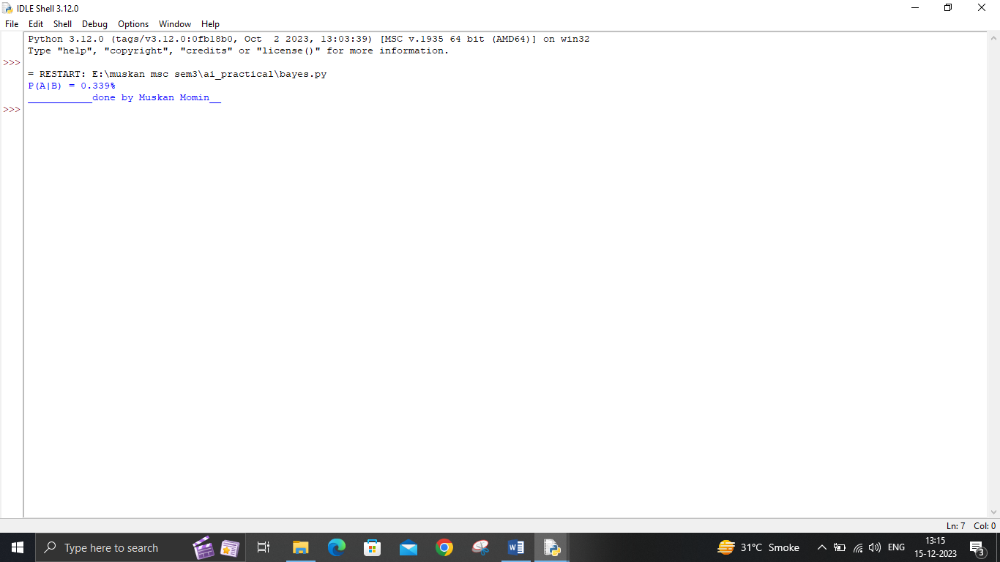 IDLE Shell 3.12.0
File Edit Shell Debug Options Window Help
Python 3.12.0 (tags/v3.12.0:0fb18b0, Oct  2 2023, 13:03:39) [MSC v.1935 64 bit (AMD64)] on win32
Type "help", "copyright", "credits" or "license()" for more information.
>>>
= RESTART: E:\muskan msc sem3\ai_practical\bayes.py
P(A|B) = 0.339%
___________done by Muskan Momin__
>>>
Ln: 7 Col: 0
Type here to search
31°C Smoke
ENG
13:15
15-12-2023
3